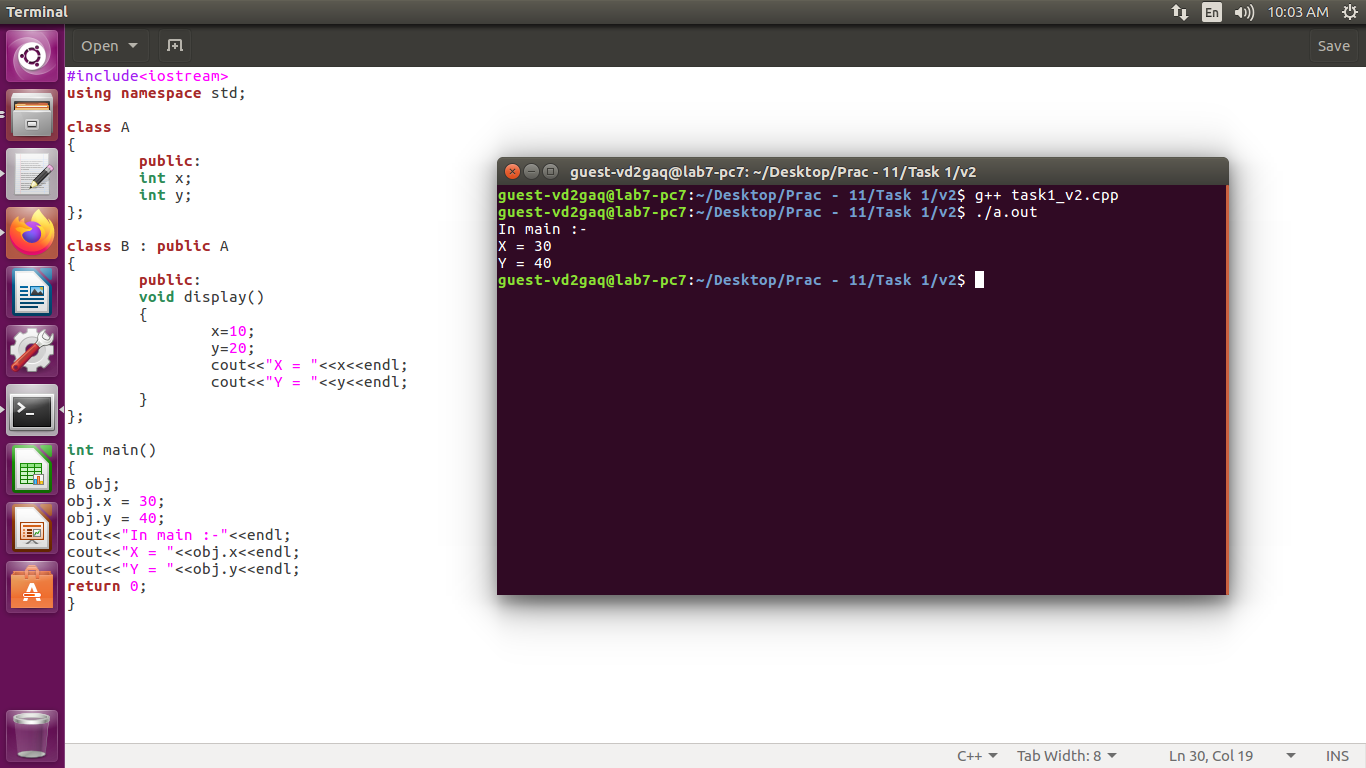 Terminal
En
10:03 AM
Open
Save
#include<iostream>
using namespace std;
class A
{
public:
int x;
int y;
};
class B : public A
{
public:
void display()
{
x=10;
y=20;
cout<<"X = "<<x<<endl;
cout<<"Y = "<<y<<endl;
}
};
int main()
{
B obj;
obj.x = 30;
obj.y = 40;
cout<<"In main :-"<<endl;
cout<<"X = "<<obj.x<<endl;
cout<<"Y = "<<obj.y<<endl;
return 0;
}
guest-vd2gaq@lab7-pc7: ~/Desktop/Prac - 11/Task 1/v2
guest-vd2gaq@lab7-pc7:~/Desktop/Prac - 11/Task 1/v2$ g++ task1_v2.cpp
guest-vd2gaq@lab7-pc7:~/Desktop/Prac - 11/Task 1/v2$ ./a.out
In main :-
X = 30
Y = 40
guest-vd2gaq@lab7-pc7:~/Desktop/Prac - 11/Task 1/v2$
C++ Tab Width: 8 Ln 30, Col 19 INS